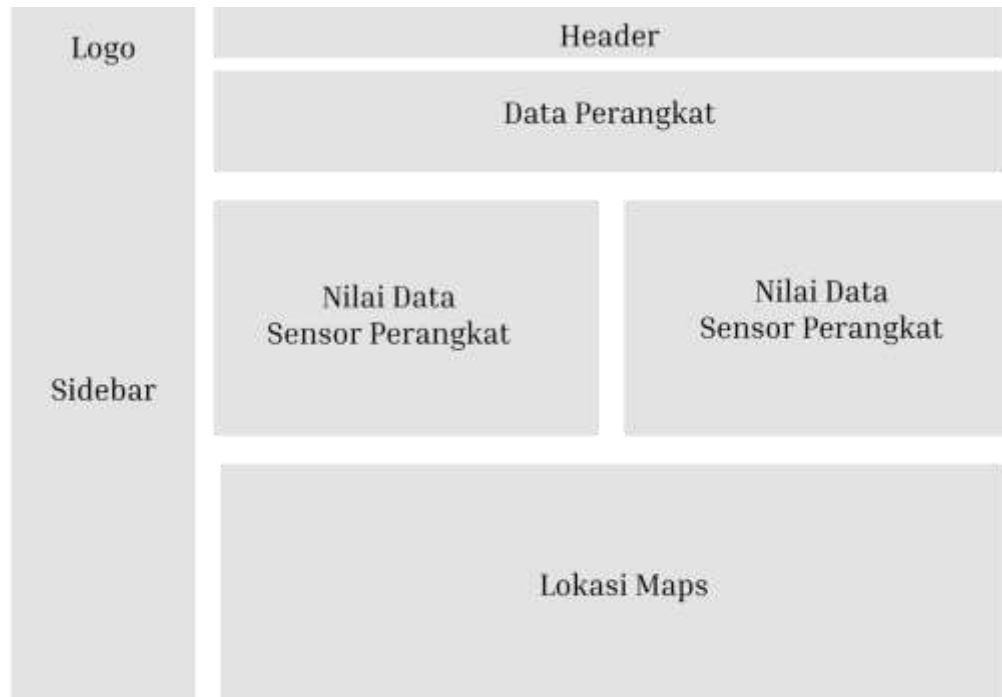 Logo
Header
Data Perangkat
Nilai Data
Sensor Perangkat
Nilai Data
Sensor Perangkat
Sidebar
Lokasi Maps